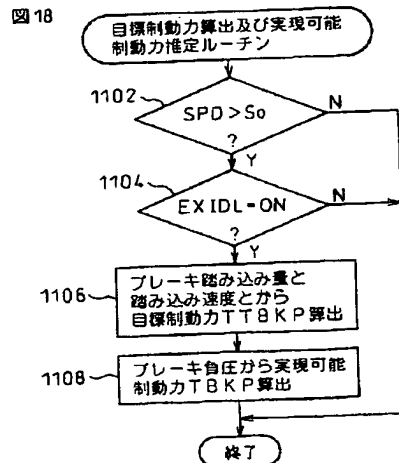 図18
目標制動力算出及び実現可能
制動力推定ルーチン
1102
SPD>So
N
?
Y
1104
EXIDL=ON
N
?
Y
1106
ブレーキ踏み込み量と
踏み込み速度とから
目標制動力TTBKP算出
1108
ブレーキ負圧から実現可能
制動力TBKP算出
終了